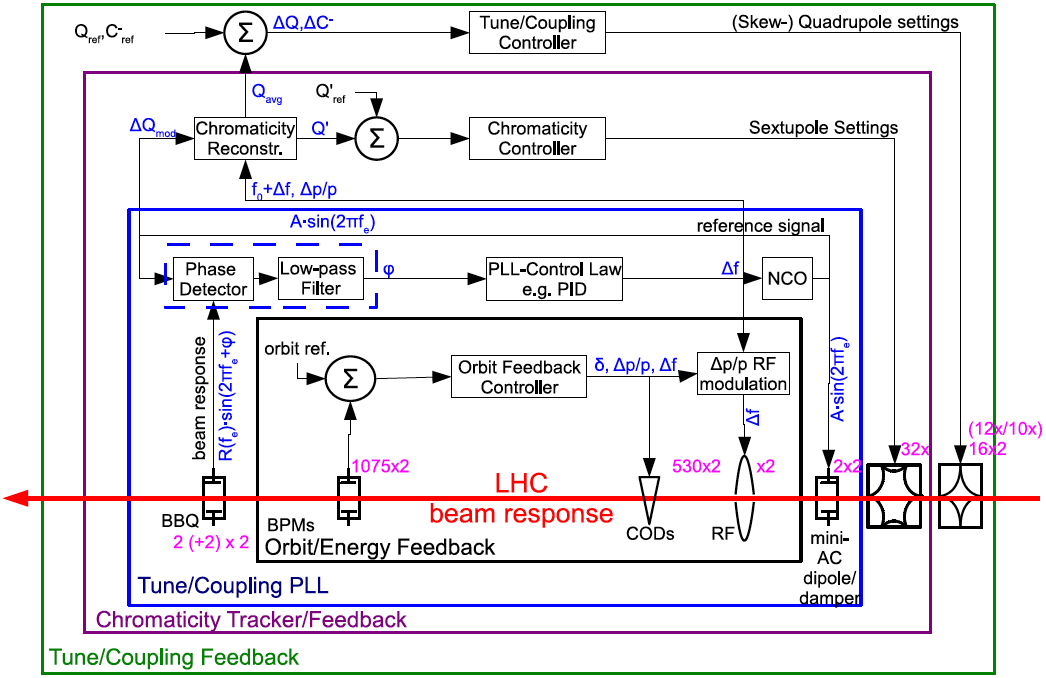 (Skew-) Quadrupole settings
Q_ref,C⁻_ref
Σ
ΔQ,ΔC⁻
Tune/Coupling
Controller
Q_avg
Q'_ref
ΔQ_mod
Chromaticity
Reconstr.
Q'
Σ
Chromaticity
Controller
Sextupole Settings
f₀+Δf, Δp/p
A·sin(2πf_e)
reference signal
Phase
Detector
Low-pass
Filter
φ
PLL-Control Law
e.g. PID
Δf
NCO
beam response
R(f_e)·sin(2πf_e+φ)
orbit ref.
Σ
Orbit Feedback
Controller
δ, Δp/p, Δf
Δp/p RF
modulation
A·sin(2πf_e)
Δf
(12x/10x)
1075x2
530x2
x2
2x2
32x
16x2
LHC
beam response
BBQ
2 (+2) x 2
BPMs
CODs
RF
mini-
AC
dipole/
damper
Orbit/Energy Feedback
Tune/Coupling PLL
Chromaticity Tracker/Feedback
Tune/Coupling Feedback